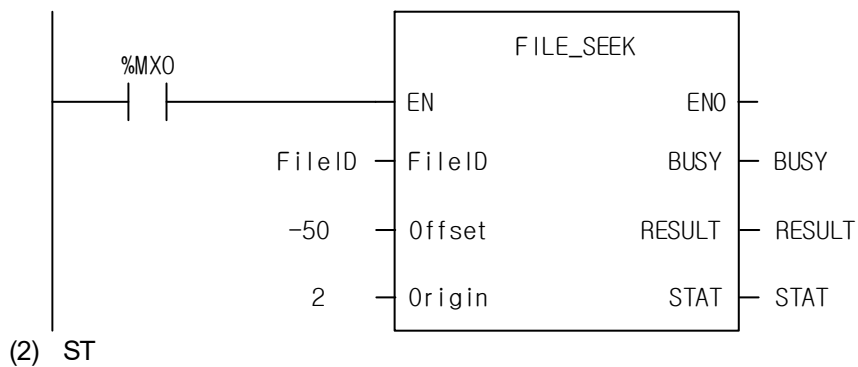 FILE_SEEK
%MX0
EN ENO
FileID FileID BUSY BUSY
-50 Offset RESULT RESULT
2 Origin STAT STAT
(2) ST